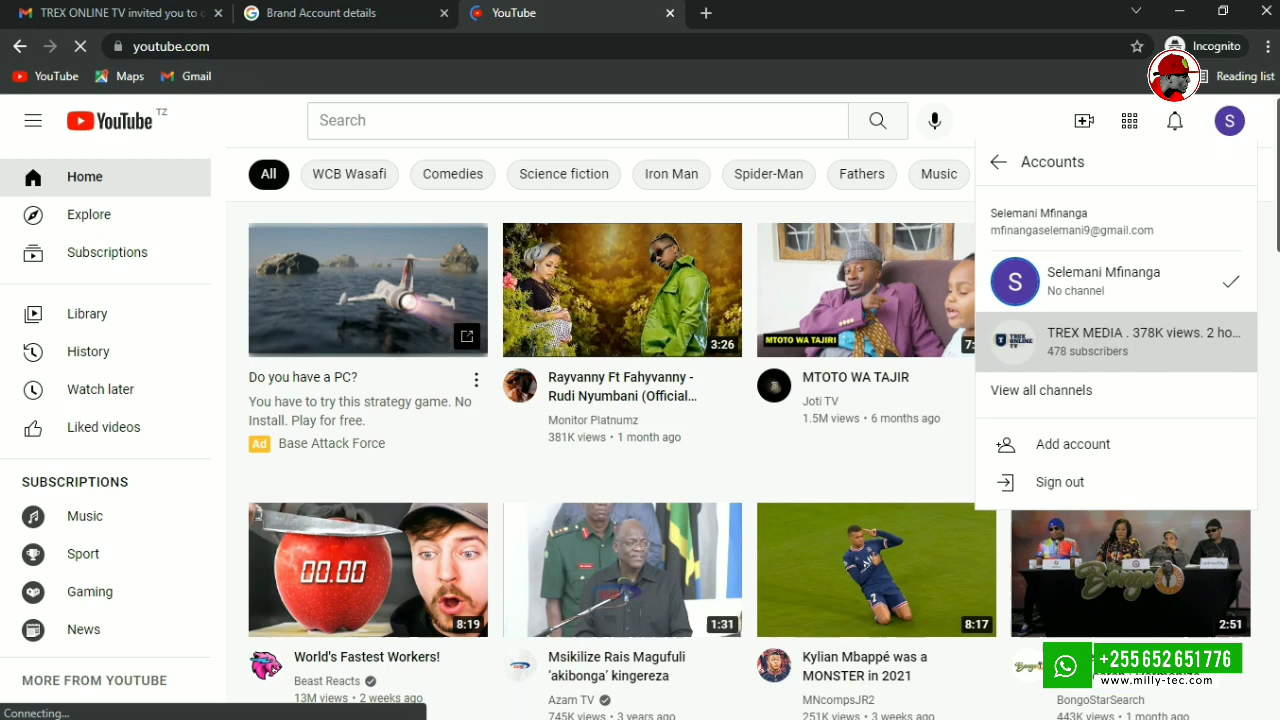 TREX ONLINE TV invited you to
Brand Account details
YouTube
youtube.com
Incognito
YouTube
Maps
Gmail
Reading list
YouTube TZ
Search
S
All
WCB Wasafi
Comedies
Science fiction
Iron Man
Spider-Man
Fathers
Music
Home
Explore
Subscriptions
Library
History
Watch later
Liked videos
SUBSCRIPTIONS
Music
Sport
Gaming
News
MORE FROM YOUTUBE
Do you have a PC?
You have to try this strategy game. No
Install. Play for free.
Ad Base Attack Force
3:26
Rayvanny Ft Fahyvanny -
Rudi Nyumbani (Official...
Monitor Platnumz
381K views • 1 month ago
MTOTO WA TAJIRI
7:
MTOTO WA TAJIR
Joti TV
1.5M views • 6 months ago
Accounts
Selemani Mfinanga
mfinangaselemani9@gmail.com
S
Selemani Mfinanga
No channel
TREX ONLINE TV
TREX MEDIA . 378K views. 2 ho...
478 subscribers
View all channels
Add account
Sign out
00.00
8:19
World's Fastest Workers!
Beast Reacts
13M views • 2 weeks ago
1:31
Msikilize Rais Magufuli
'akibonga' kingereza
Azam TV
745K views • 3 years ago
8:17
Kylian Mbappé was a
MONSTER in 2021
MNcompsJR2
251K views • 3 weeks ago
Bongo
2:51
BongoStarSearch
443K views • 1 month ago
+255652651776
www.milly-tec.com
Connecting...